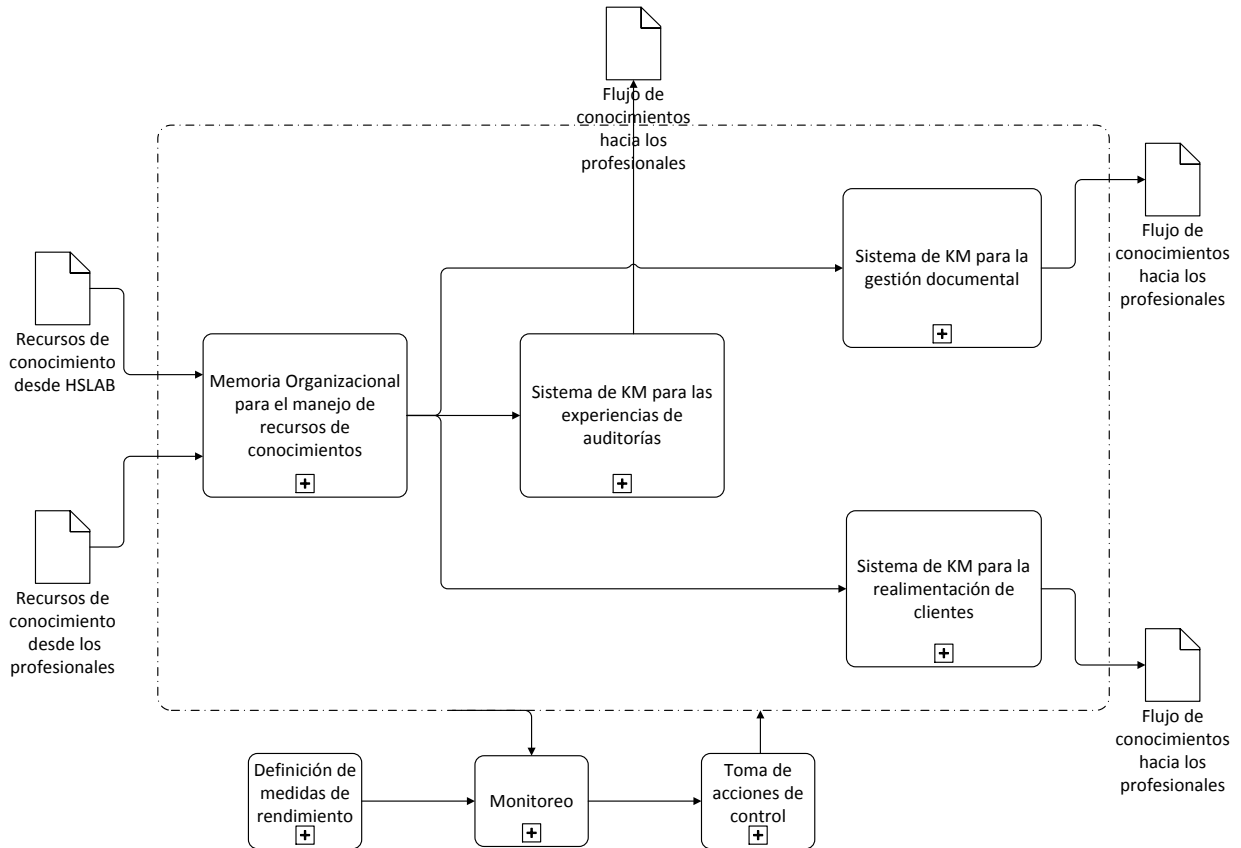 Flujo de
conocimientos
hacia los
profesionales
Sistema de KM para la
gestión documental
Flujo de
conocimientos
hacia los
profesionales
Recursos de
conocimiento
desde HSLAB
Memoria Organizacional
para el manejo de
recursos de
conocimientos
Sistema de KM para las
experiencias de
auditorías
Recursos de
conocimiento
desde los
profesionales
Sistema de KM para la
realimentación de
clientes
Flujo de
conocimientos
hacia los
profesionales
Definición de
medidas de
rendimiento
Monitoreo
Toma de
acciones de
control